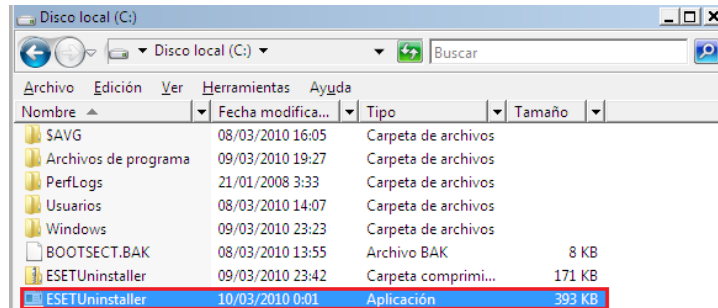 Disco local (C:)
Disco local (C:) Buscar
Archivo Edición Ver Herramientas Ayuda
Nombre Fecha modifica... Tipo Tamaño
$AVG 08/03/2010 16:05 Carpeta de archivos
Archivos de programa 09/03/2010 19:27 Carpeta de archivos
PerfLogs 21/01/2008 3:33 Carpeta de archivos
Usuarios 08/03/2010 14:07 Carpeta de archivos
Windows 09/03/2010 23:23 Carpeta de archivos
BOOTSECT.BAK 08/03/2010 13:55 Archivo BAK 8 KB
ESETUninstaller 09/03/2010 23:42 Carpeta comprimi... 171 KB
ESETUninstaller 10/03/2010 0:01 Aplicación 393 KB